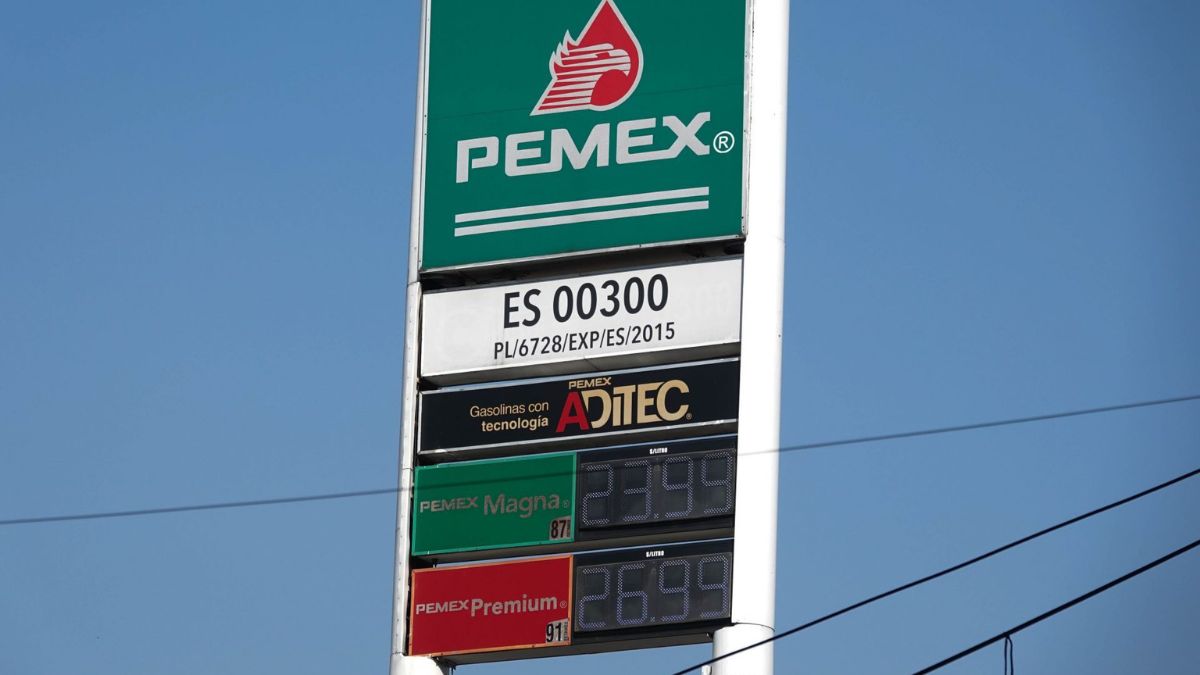 PEMEX®
ES 00300
PL/6728/EXP/ES/2015
Gasolinas con
tecnología
PEMEX
ADITEC®
$/LITRO
PEMEX Magna®
87
23.99
$/LITRO
PEMEX Premium®
91
26.99